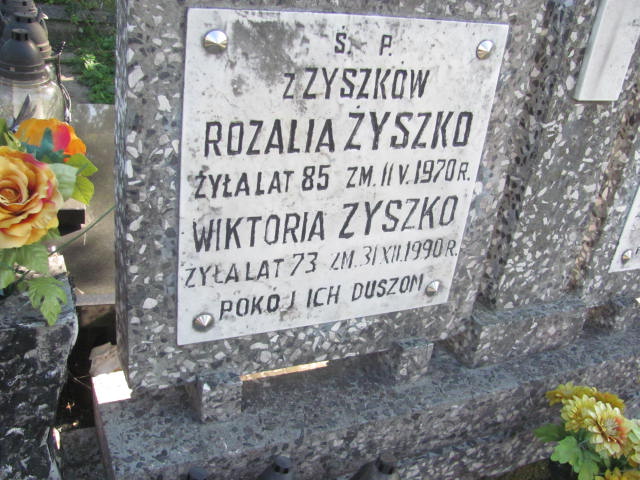 Ś. P.
Z ZYSZKÓW
ROZALIA ŻYSZKO
ŻYŁA LAT 85 ZM. 11 V. 1970 R.
WIKTORIA ŻYSZKO
ŻYŁA LAT 73 ZM. 31 XII. 1990 R.
POKÓJ ICH DUSZOM